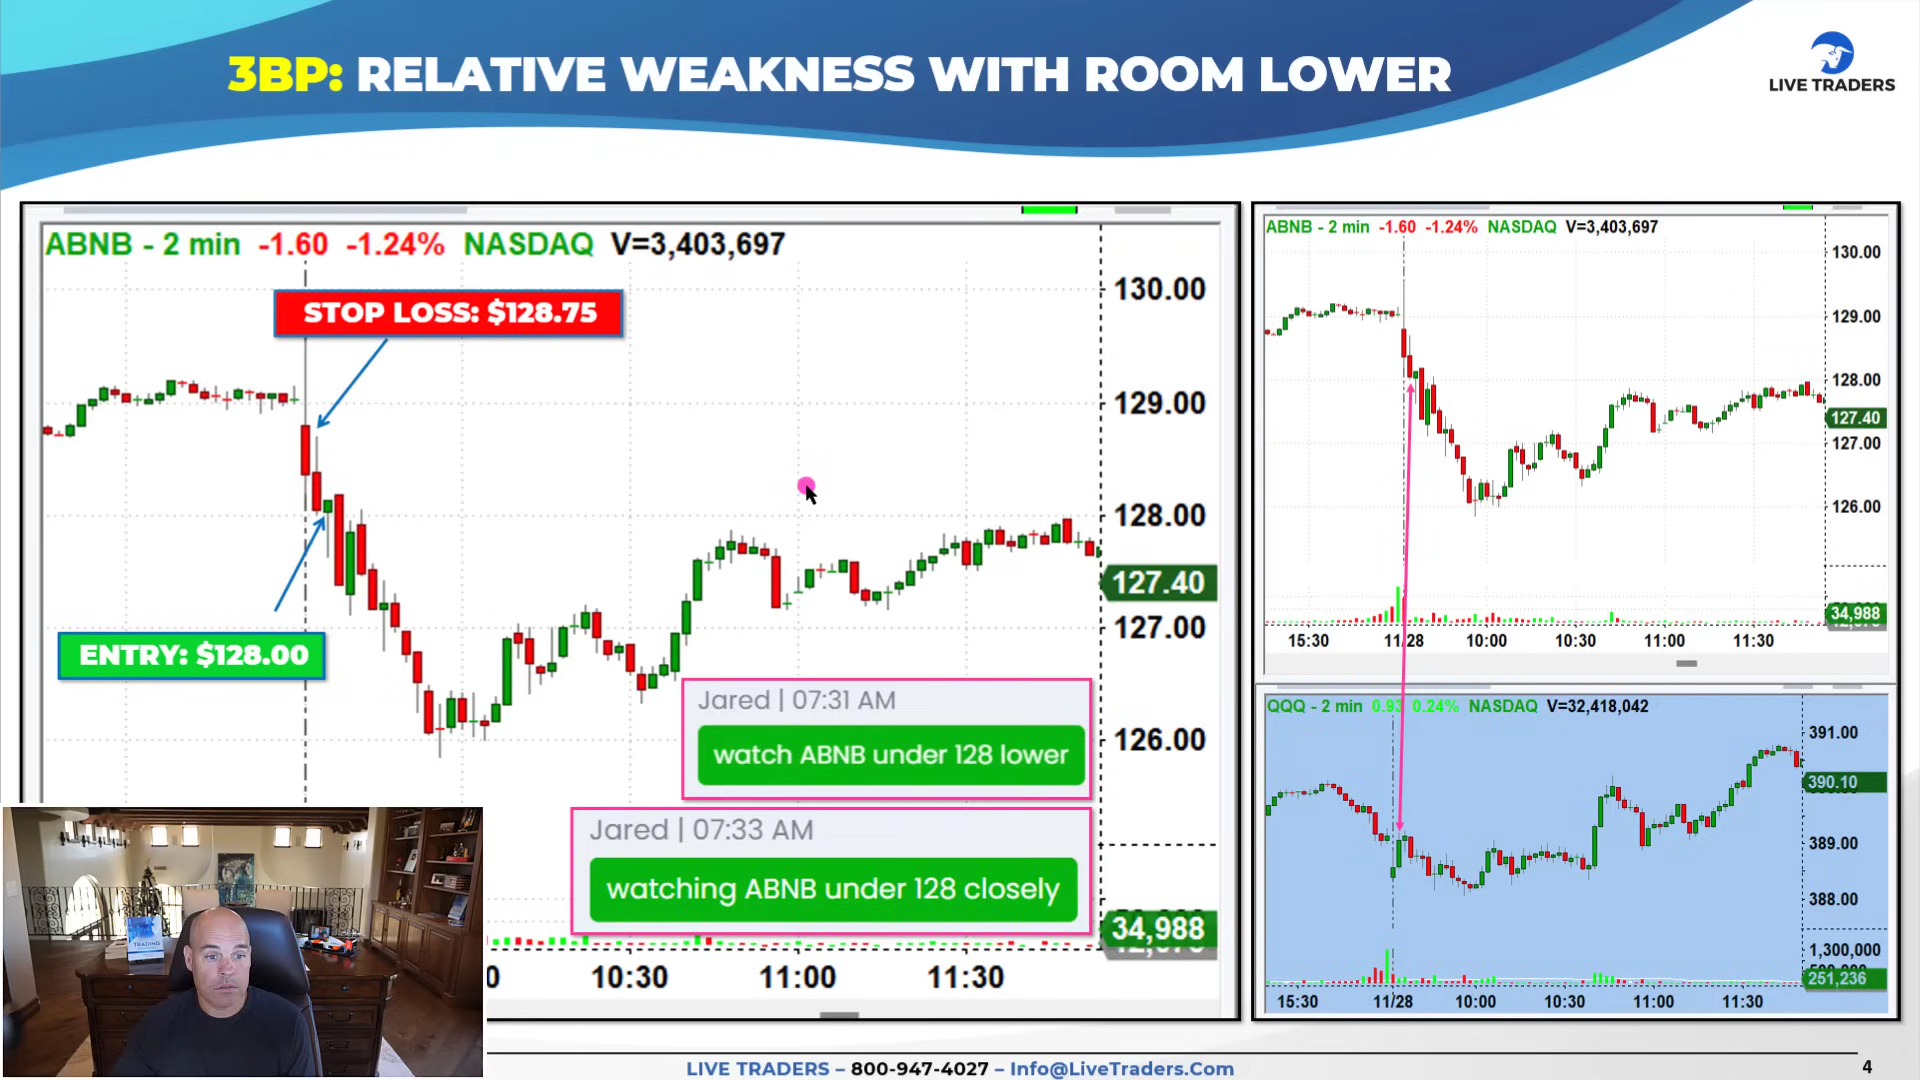 3BP: RELATIVE WEAKNESS WITH ROOM LOWER
LIVE TRADERS
ABNB - 2 min -1.60 -1.24% NASDAQ V=3,403,697
STOP LOSS: $128.75
ENTRY: $128.00
130.00
129.00
128.00
127.40
127.00
126.00
34,988
Jared | 07:31 AM
watch ABNB under 128 lower
Jared | 07:33 AM
watching ABNB under 128 closely
0 10:30 11:00 11:30
ABNB - 2 min -1.60 -1.24% NASDAQ V=3,403,697
130.00
129.00
128.00
127.40
127.00
126.00
34,988
15:30 11/28 10:00 10:30 11:00 11:30
QQQ - 2 min 0.93 0.24% NASDAQ V=32,418,042
391.00
390.10
389.00
388.00
1,300,000
251,236
15:30 11/28 10:00 10:30 11:00 11:30
TRADING
LIVE TRADERS – 800-947-4027 – Info@LiveTraders.Com
4